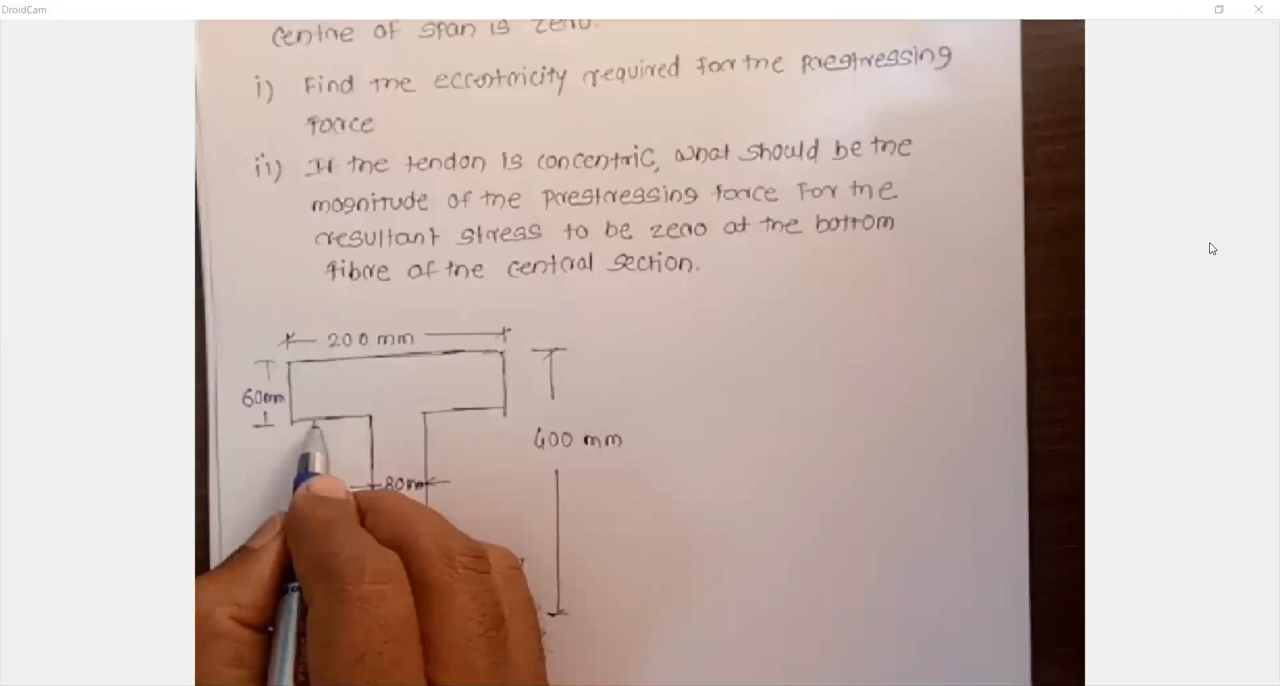 DroidCam
centre of span is zero.
i) Find the eccentricity required for the prestressing
force
ii) If the tendon is concentric, what should be the
magnitude of the prestressing force For the
resultant stress to be zero at the bottom
fibre of the central section.
200 mm
60mm
400 mm
80m